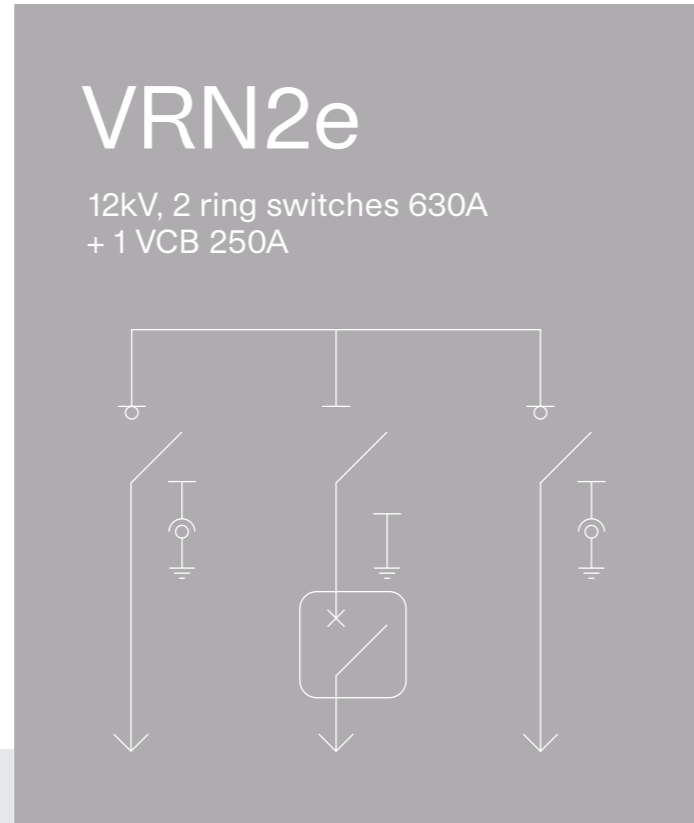 VRN2e
12kV, 2 ring switches 630A
+ 1 VCB 250A